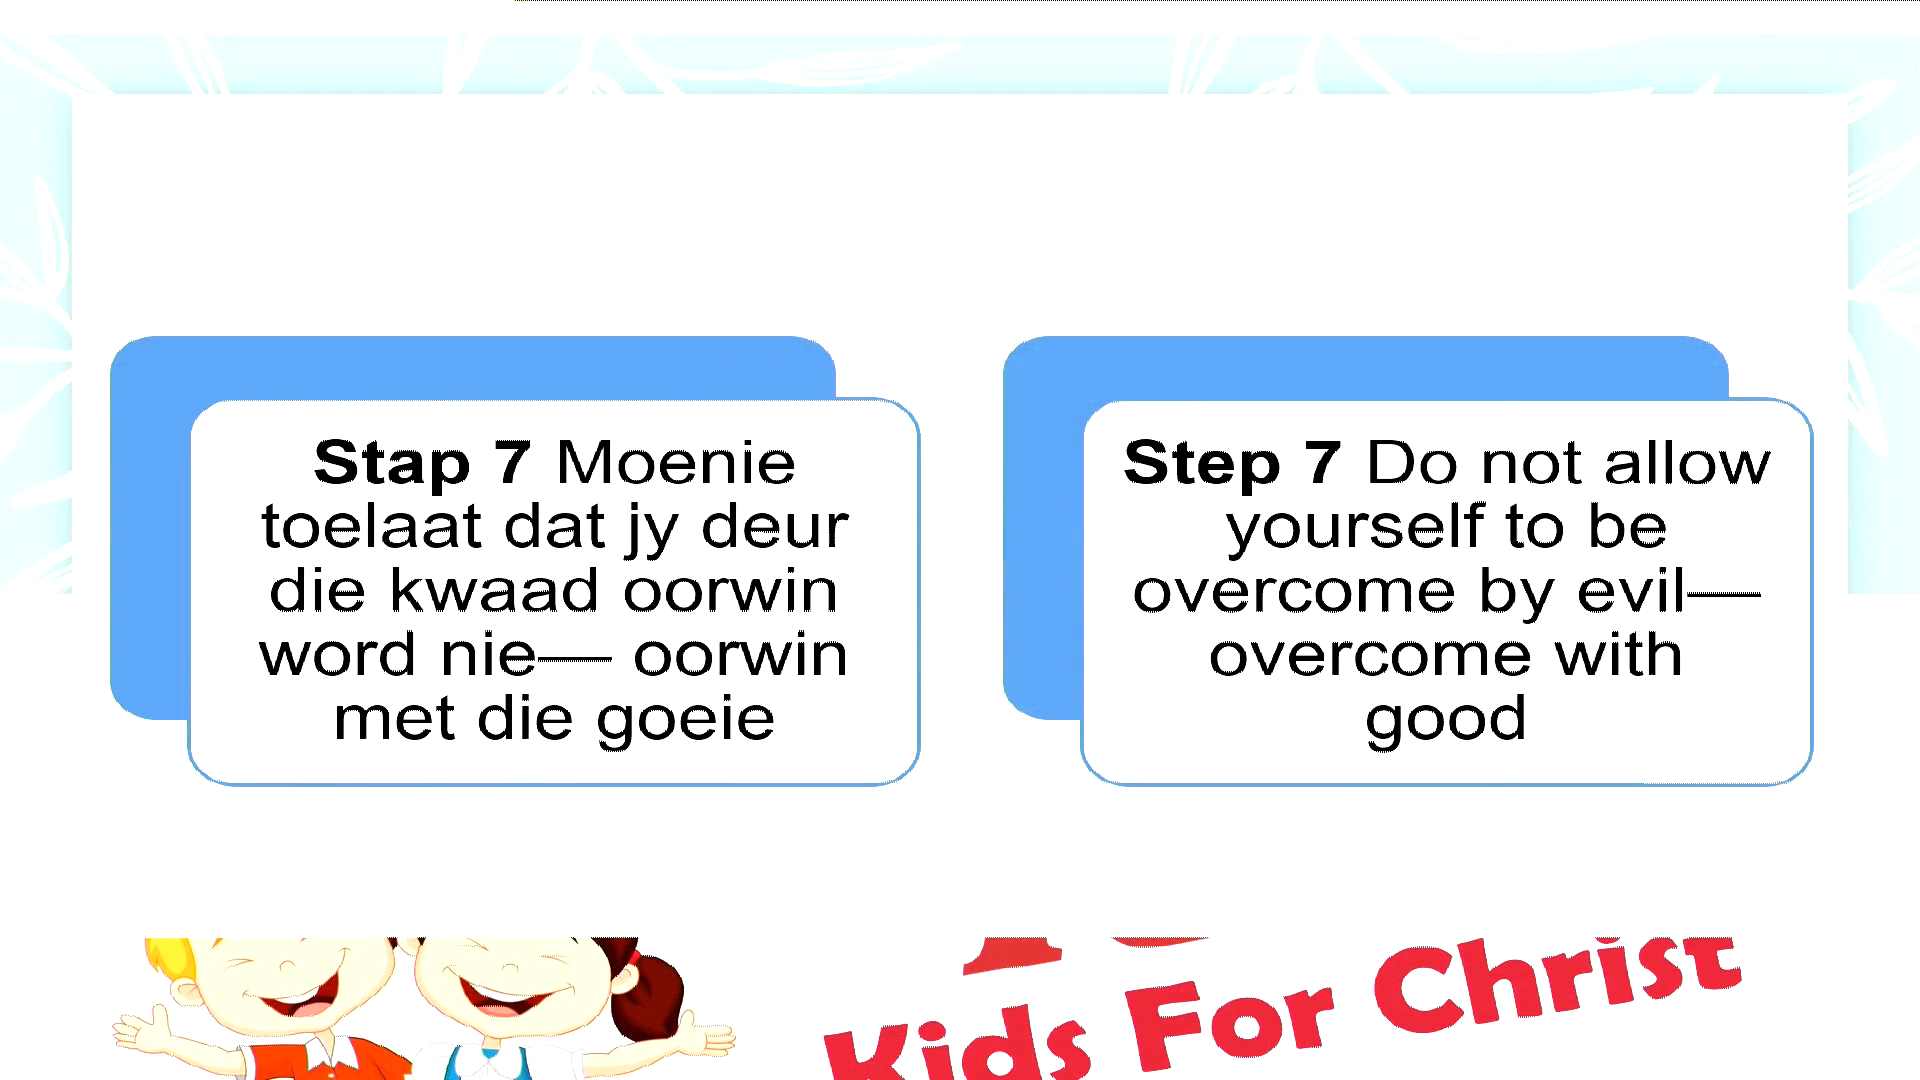 Stap 7 Moenie
toelaat dat jy deur
die kwaad oorwin
word nie— oorwin
met die goeie
Step 7 Do not allow
yourself to be
overcome by evil—
overcome with
good
Kids For Christ